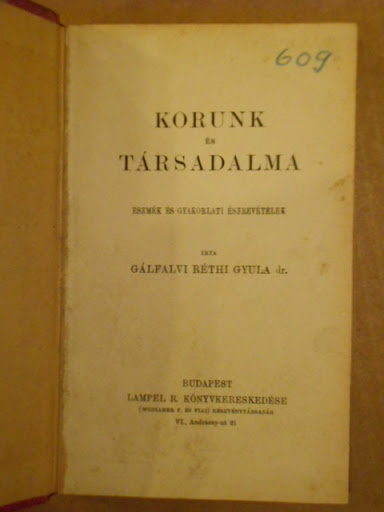 609
KORUNK
ÉS
TÁRSADALMA
ESZMÉK ÉS GYAKORLATI ÉSZREVÉTELEK
IRTA
GÁLFALVI RÉTHI GYULA dr.
BUDAPEST
LAMPEL R. KÖNYVKERESKEDÉSE
(WODIANER F. ÉS FIAI) RÉSZVÉNYTÁRSASÁG
VI., Andrássy-út 21